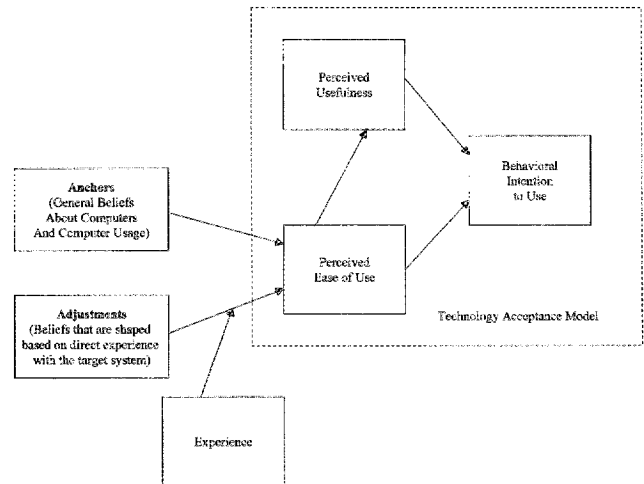 Perceived
Usefulness
Behavioral
Intention
to Use
Anchors
(General Beliefs
About Computers
And Computer Usage)
Perceived
Ease of Use
Adjustments
(Beliefs that are shaped
based on direct experience
with the target system)
Technology Acceptance Model
Experience